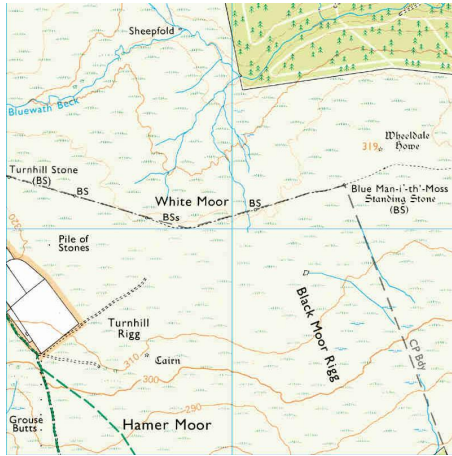 Sheepfold
Bluewath Beck
Wheeldale
Howe
319
Turnhill Stone
(BS)
BS
White Moor
BS
BSs
Blue Man-i'-th'-Moss
Standing Stone
(BS)
320
Pile of
Stones
Black Moor Rigg
Turnhill
Rigg
310
Cairn
300
CP Bdy
290
Grouse
Butts
Hamer Moor